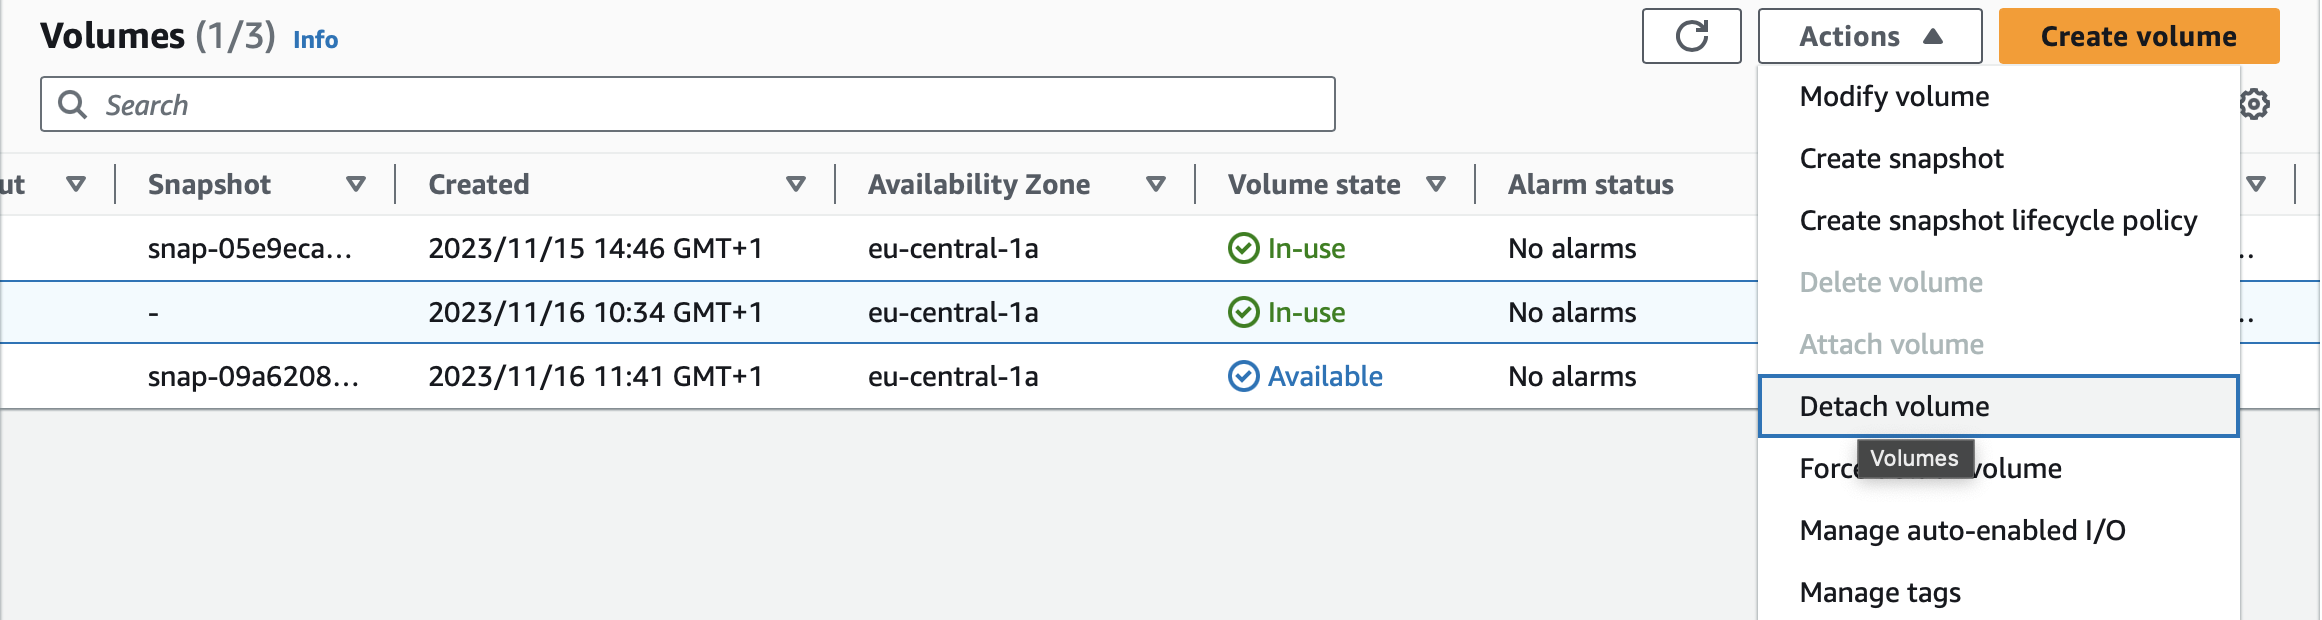 Volumes (1/3) Info
Actions
Create volume
Search
ut Snapshot Created Availability Zone Volume state Alarm status
snap-05e9eca... 2023/11/15 14:46 GMT+1 eu-central-1a In-use No alarms ..
- 2023/11/16 10:34 GMT+1 eu-central-1a In-use No alarms ..
snap-09a6208... 2023/11/16 11:41 GMT+1 eu-central-1a Available No alarms
Modify volume
Create snapshot
Create snapshot lifecycle policy
Delete volume
Attach volume
Detach volume
Volumes
Force volume
Manage auto-enabled I/O
Manage tags